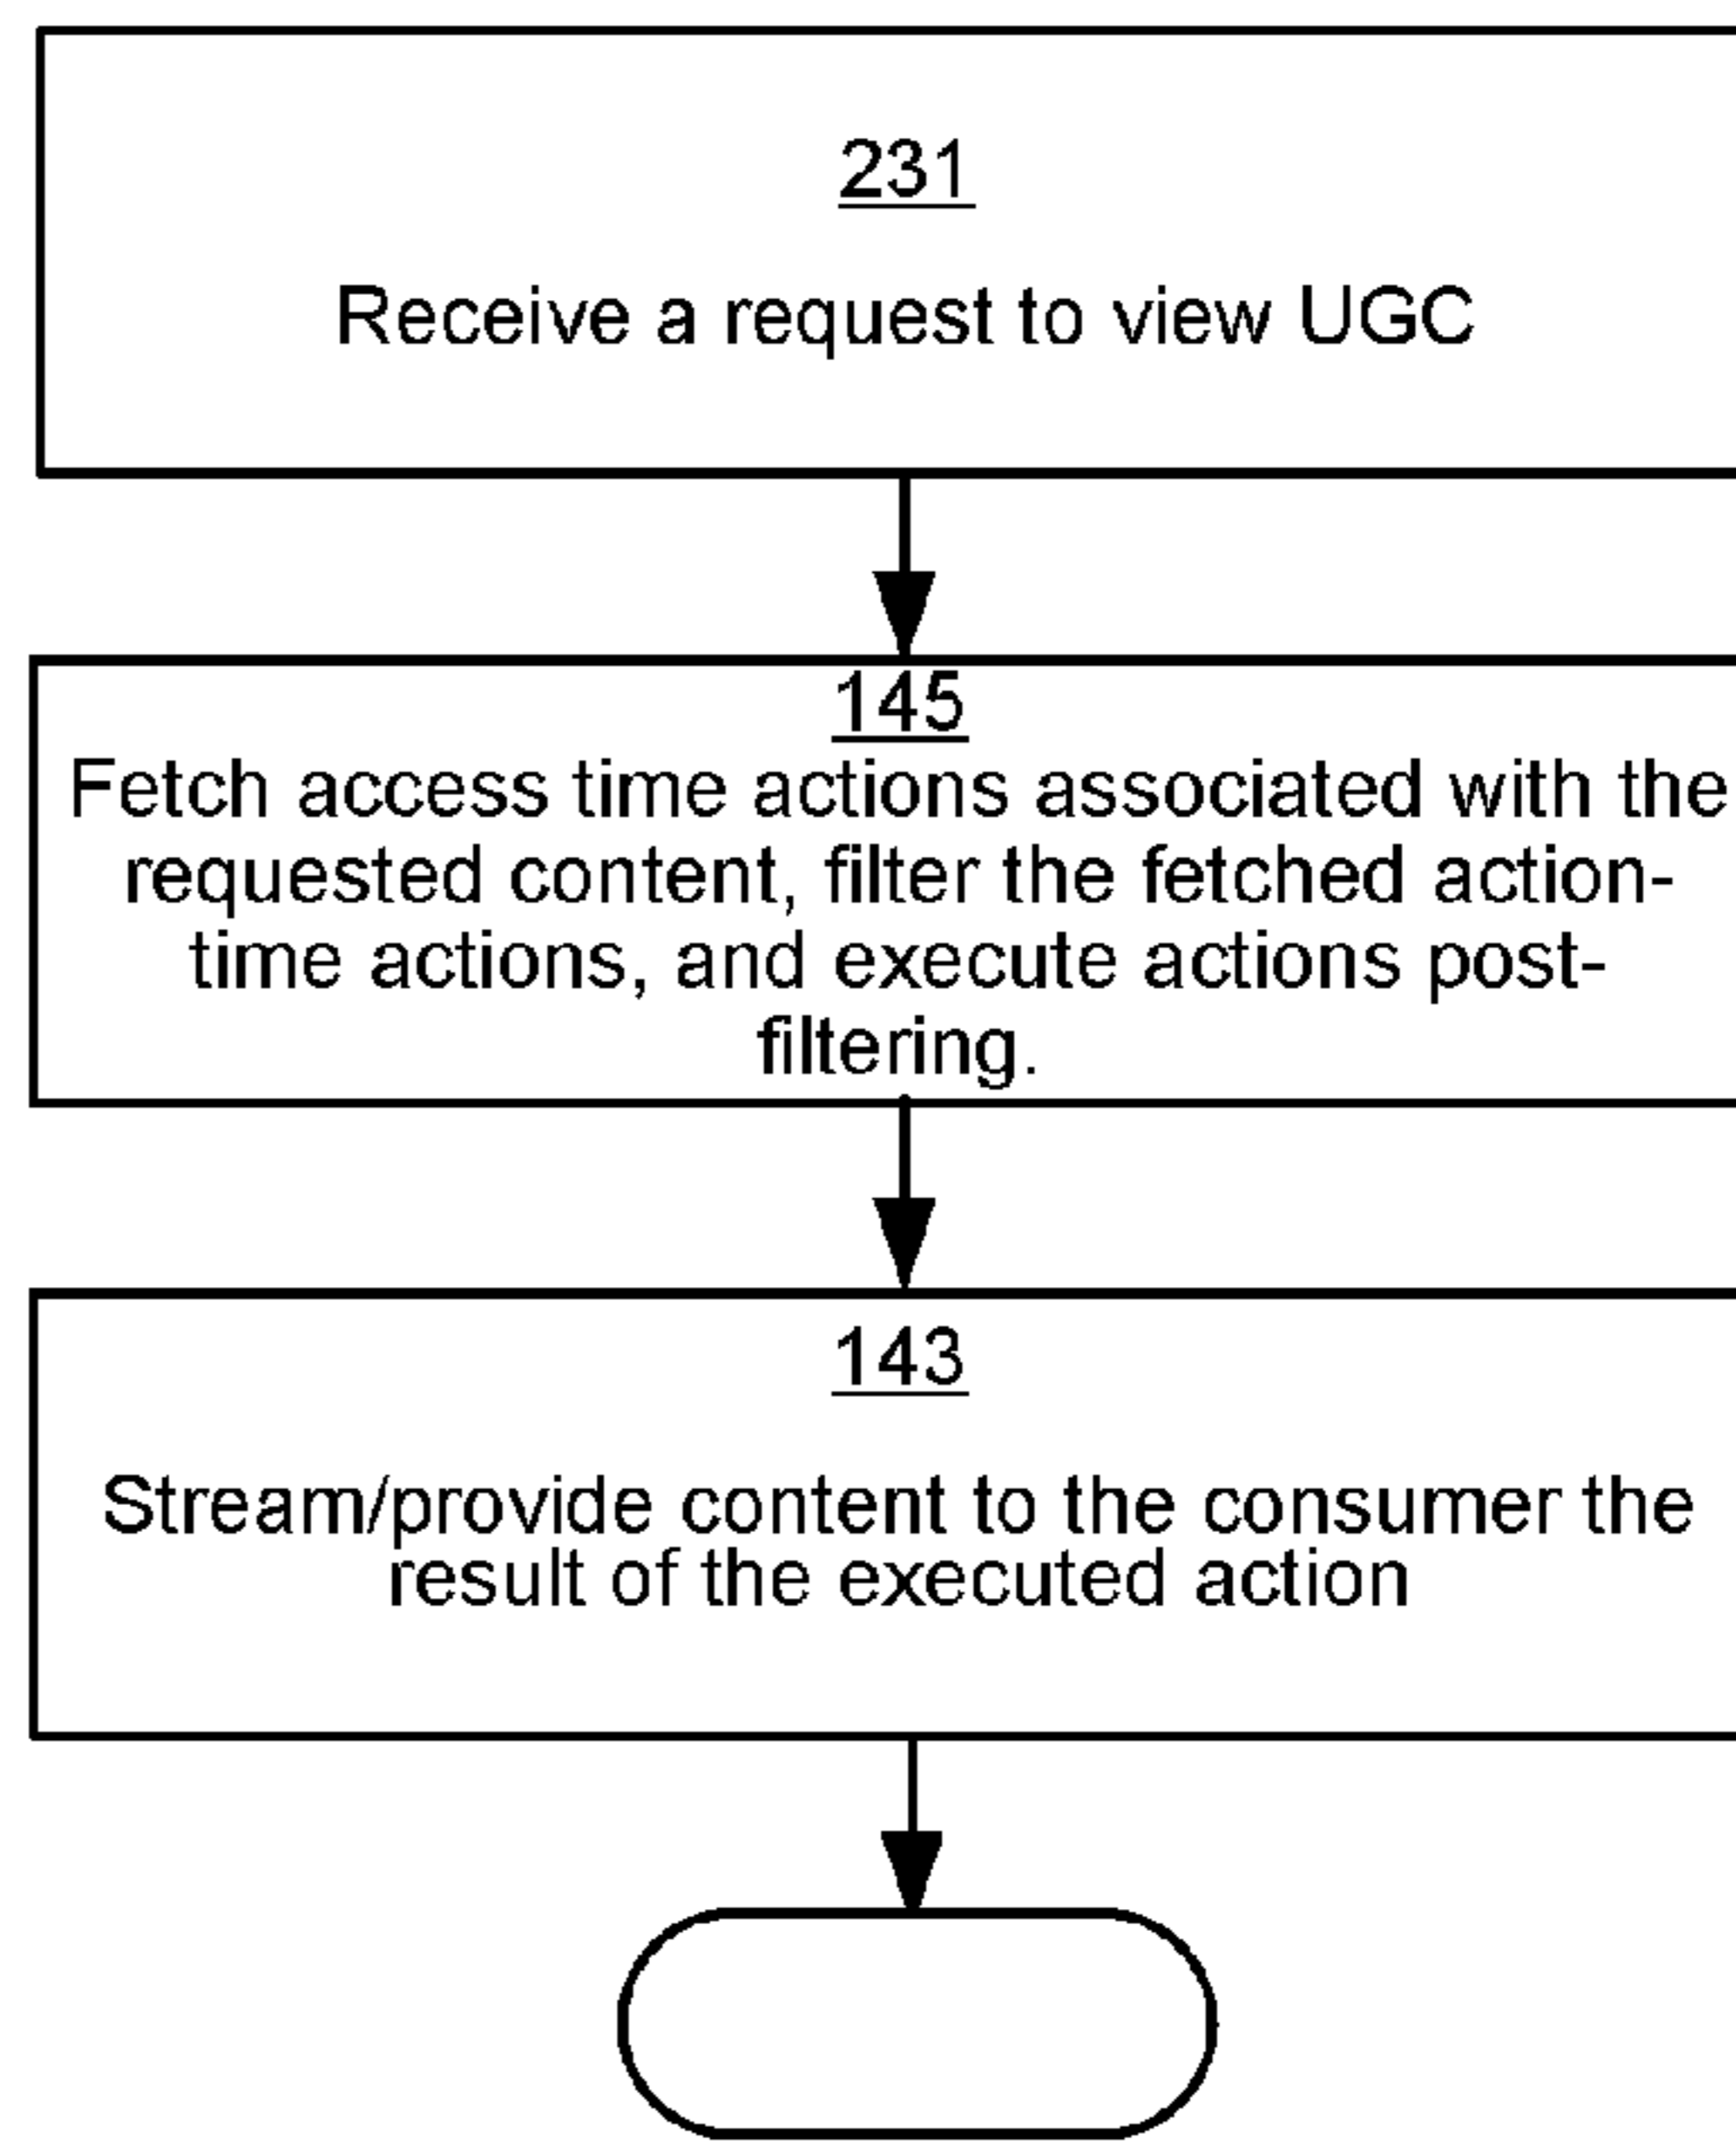 231
Receive a request to view UGC
145
Fetch access time actions associated with the
requested content, filter the fetched action-
time actions, and execute actions post-
filtering.
143
Stream/provide content to the consumer the
result of the executed action